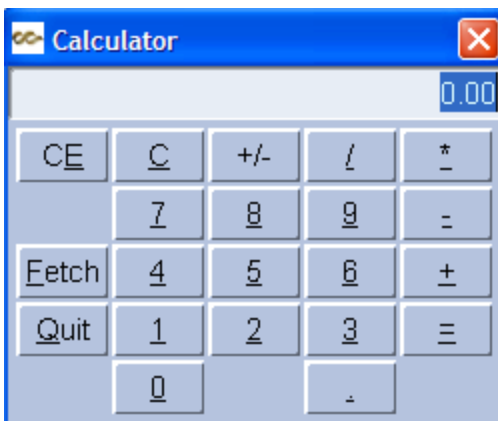 Calculator
0.00
CE C +/- / *
7 8 9 -
Fetch 4 5 6 +
Quit 1 2 3 =
0 .